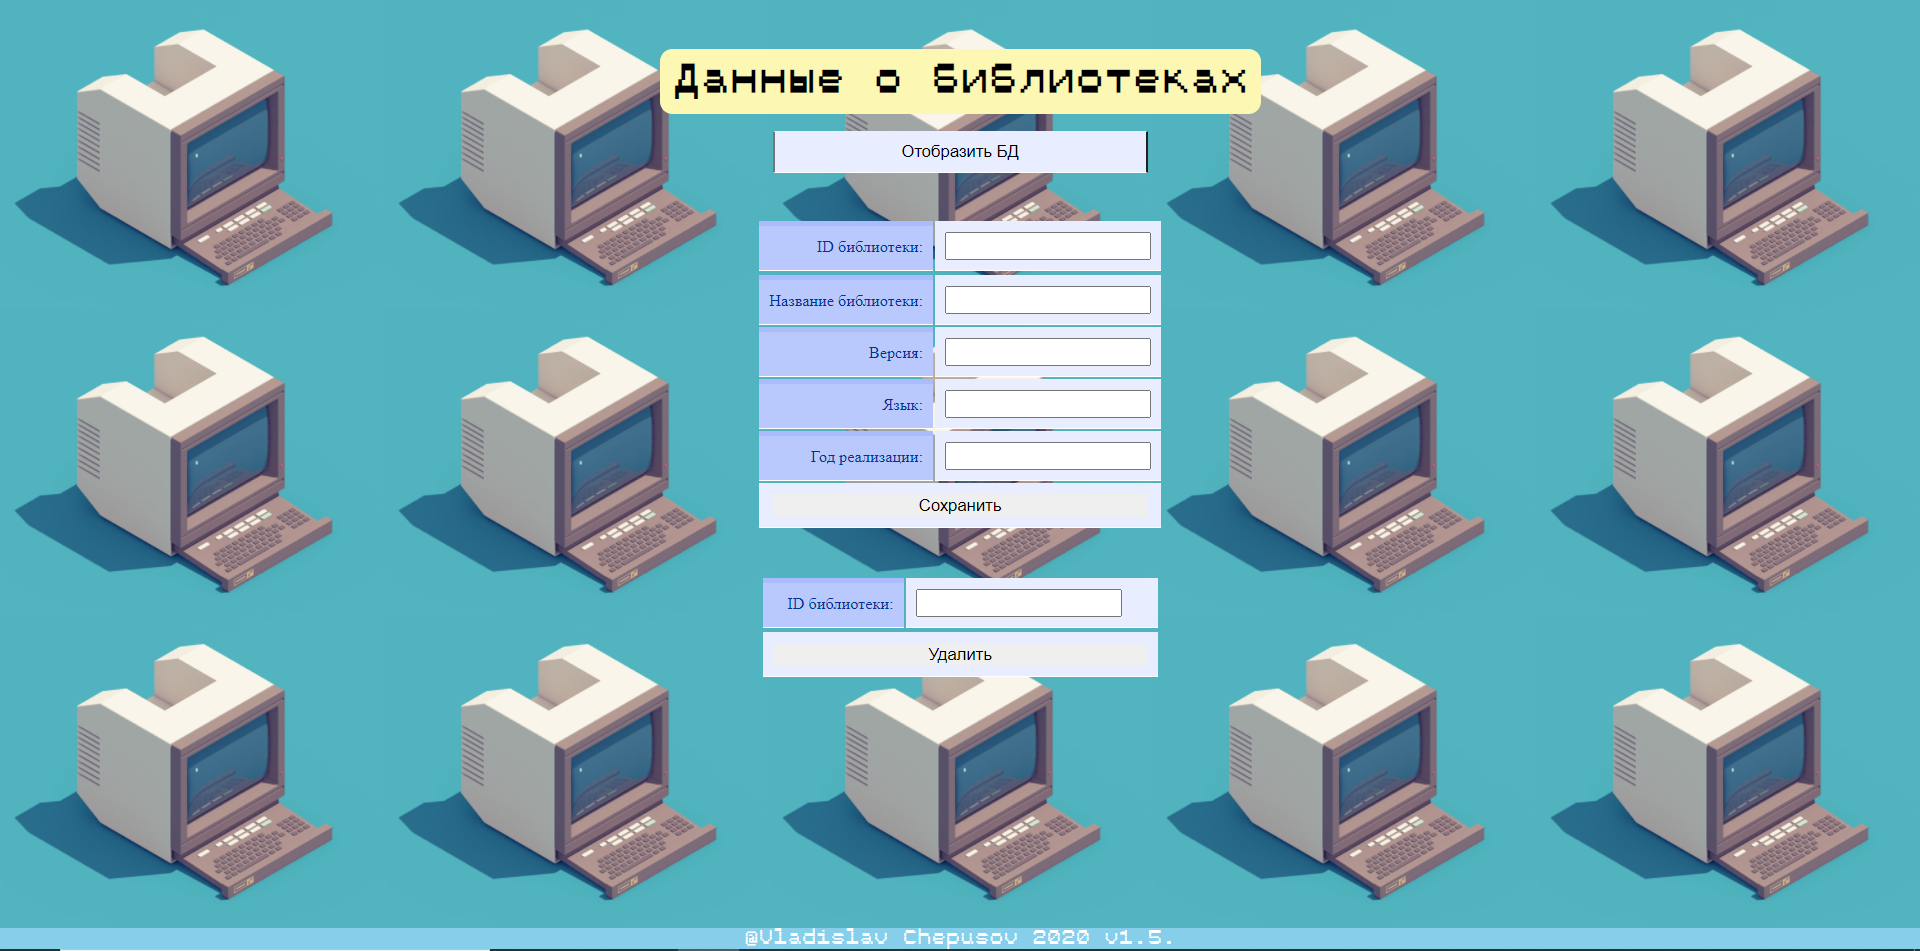 Данные о библиотеках
Отобразить БД
ID библиотеки:
Название библиотеки:
Версия:
Язык:
Год реализации:
Сохранить
ID библиотеки:
Удалить
@Vladislav Chepusov 2020 v1.5.